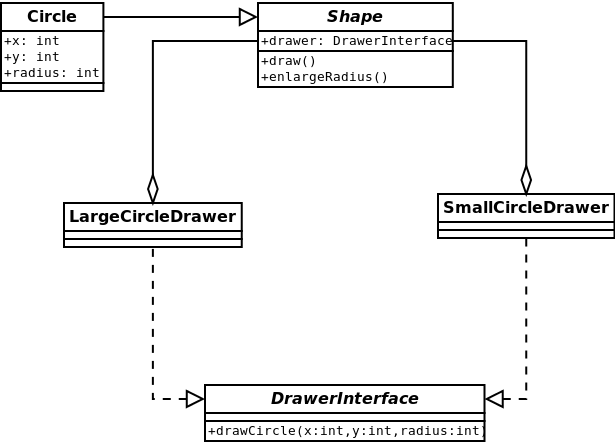 Circle
+x: int
+y: int
+radius: int
Shape
+drawer: DrawerInterface
+draw()
+enlargeRadius()
LargeCircleDrawer
SmallCircleDrawer
DrawerInterface
+drawCircle(x:int,y:int,radius:int)